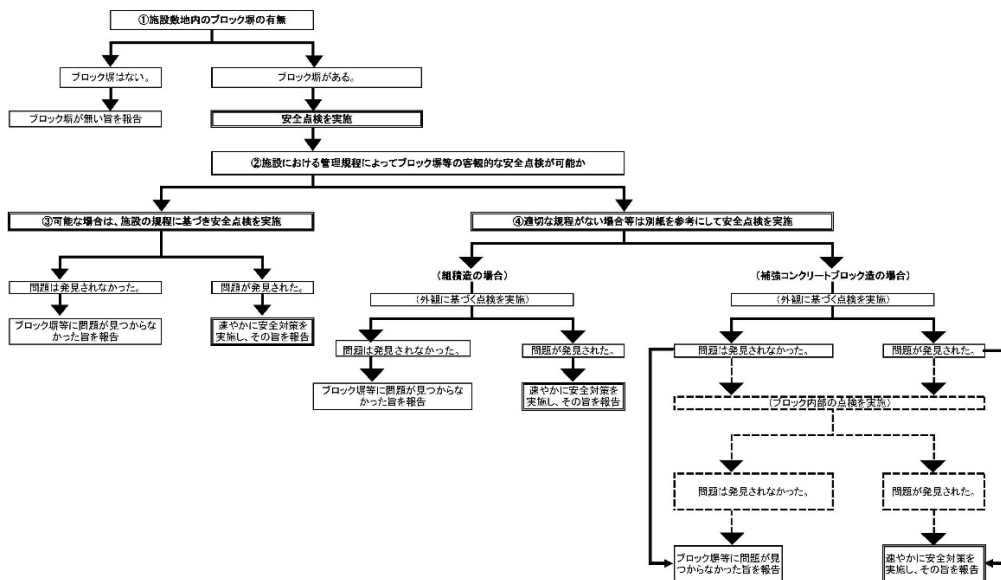 ①施設敷地内のブロック塀の有無
ブロック塀はない。
ブロック塀がある。
ブロック塀が無い旨を報告
安全点検を実施
②施設における管理規程によってブロック塀等の客観的な安全点検が可能か
③可能な場合は、施設の規程に基づき安全点検を実施
④適切な規程がない場合等は別紙を参考にして安全点検を実施
問題は発見されなかった。
問題が発見された。
ブロック塀等に問題が見つからな
かった旨を報告
速やかに安全対策を
実施し、その旨を報告
(組積造の場合)
(外観に基づく点検を実施)
問題は発見されなかった。
問題が発見された。
ブロック塀等に問題が見つからな
かった旨を報告
速やかに安全対策を
実施し、その旨を報告
(補強コンクリートブロック造の場合)
(外観に基づく点検を実施)
問題は発見されなかった。
問題が発見された。
(ブロック内部の点検を実施)
問題は発見されなかった。
問題が発見された。
ブロック塀等に問題が見
つからなかった旨を報告
速やかに安全対策を
実施し、その旨を報告